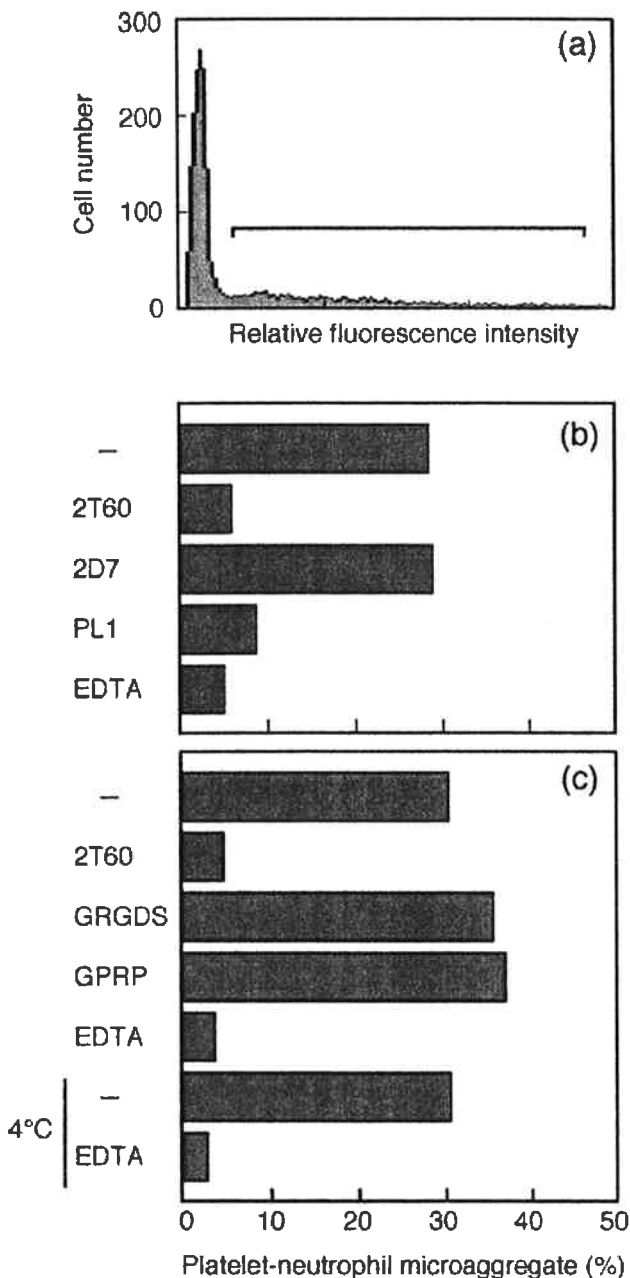 300
(a)
200
100
0
Cell number
Relative fluorescence intensity
(b)
–
2T60
2D7
PL1
EDTA
(c)
–
2T60
GRGDS
GPRP
EDTA
–
4°C
EDTA
0 10 20 30 40 50
Platelet-neutrophil microaggregate (%)